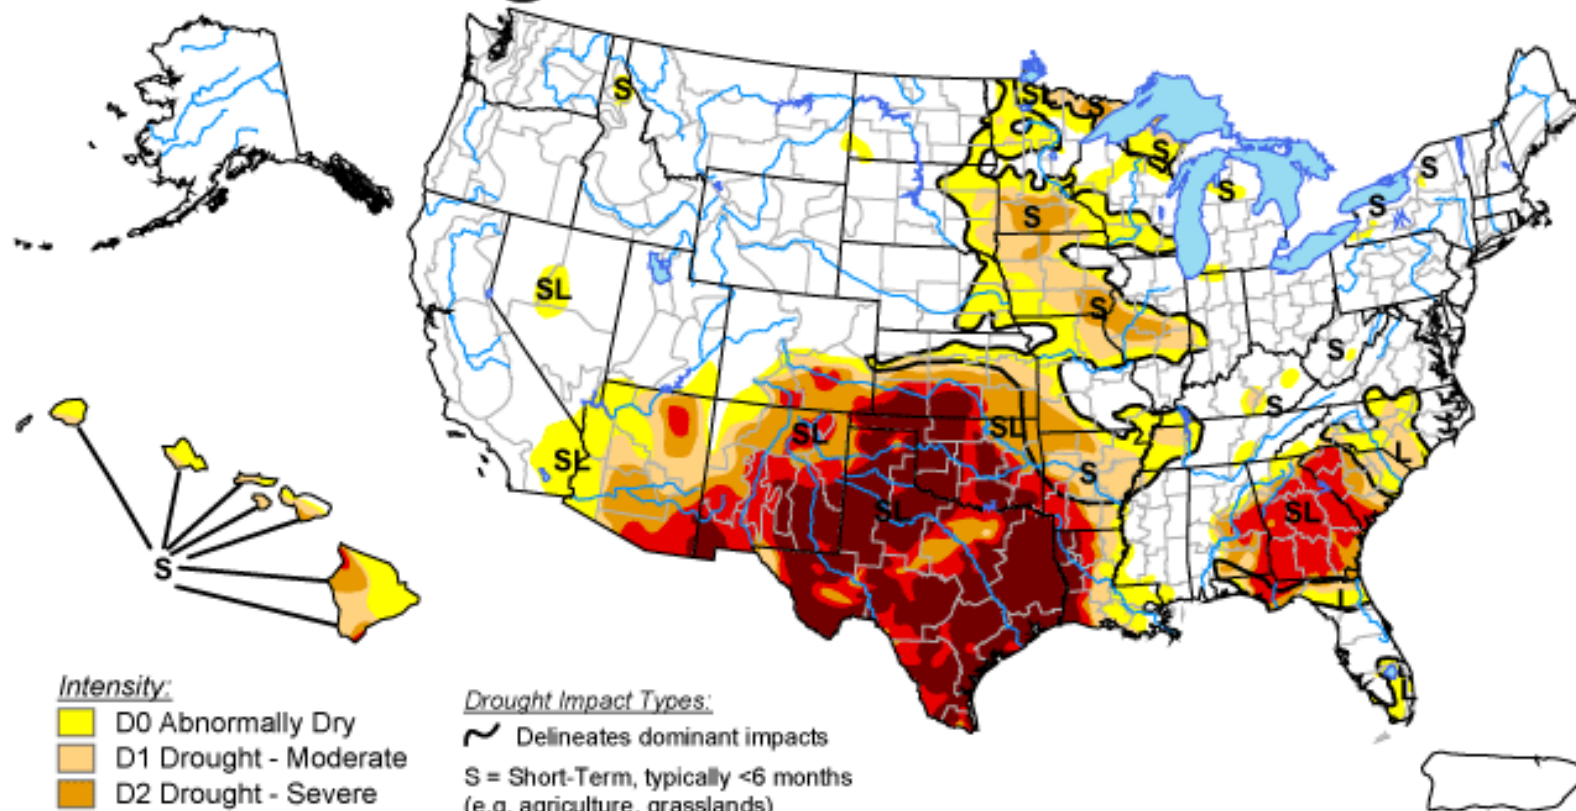 S
SL
S
S
S
S
S
S
SL
S
S
S
SL
SL
L
SL
S
SL
SL
S
L
L
Intensity:
D0 Abnormally Dry
D1 Drought - Moderate
D2 Drought - Severe
Drought Impact Types:
Delineates dominant impacts
S = Short-Term, typically <6 months
(e.g. agriculture, grasslands)